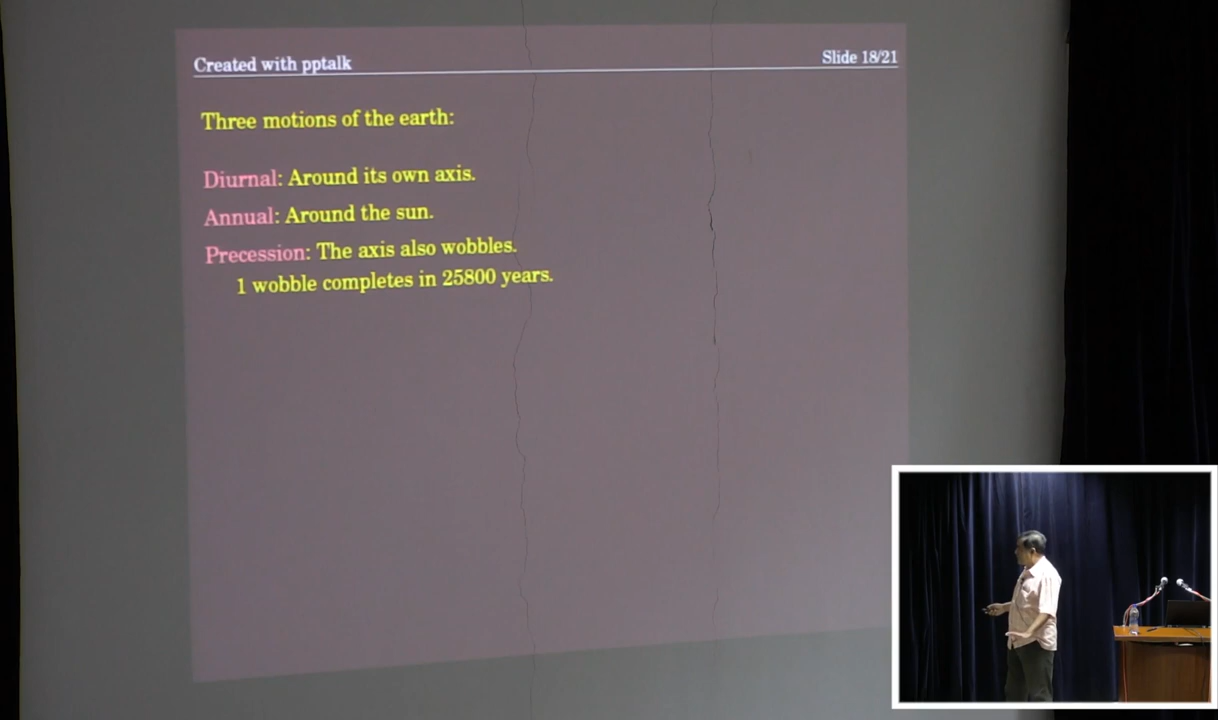 Created with pptalk
Slide 18/21
Three motions of the earth:
Diurnal: Around its own axis.
Annual: Around the sun.
Precession: The axis also wobbles.
1 wobble completes in 25800 years.